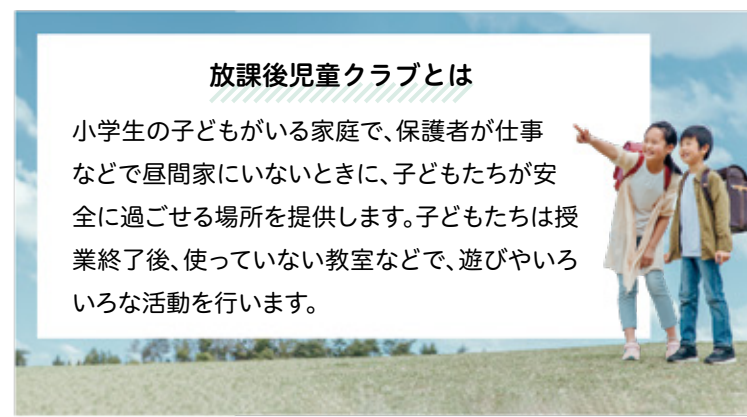 放課後児童クラブとは
小学生の子どもがいる家庭で、保護者が仕事
などで昼間家にいないときに、子どもたちが安
全に過ごせる場所を提供します。子どもたちは授
業終了後、使っていない教室などで、遊びやいろ
いろな活動を行います。